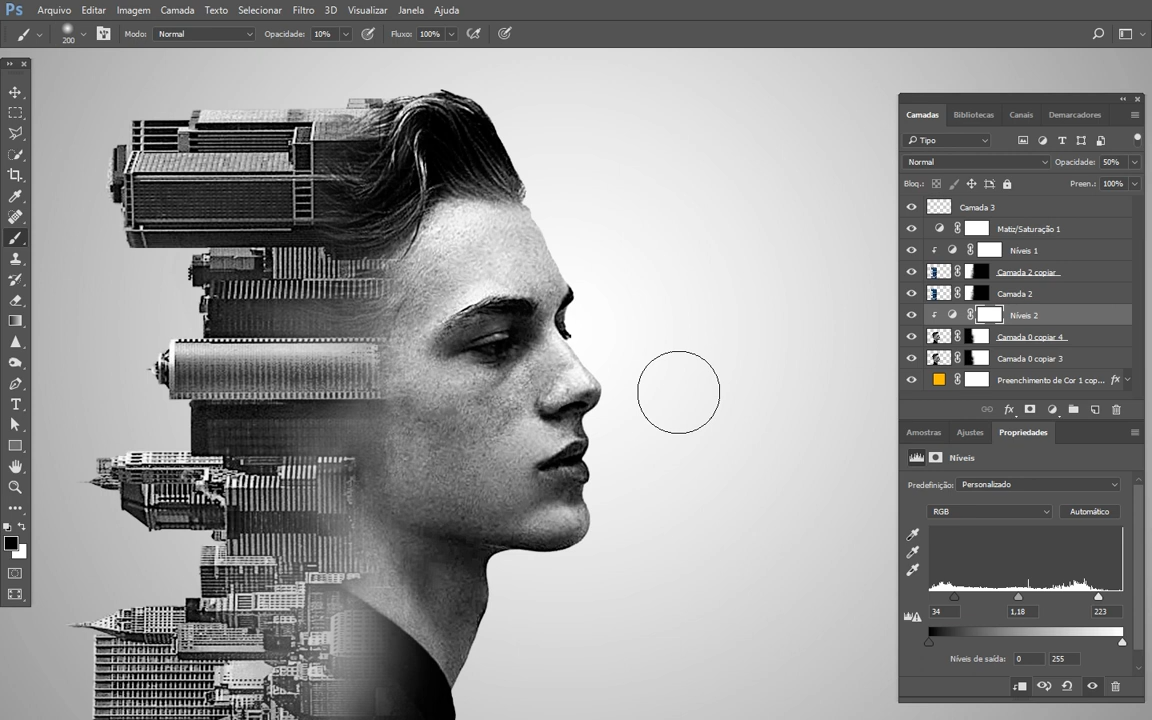 Ps Arquivo Editar Imagem Camada Texto Selecionar Filtro 3D Visualizar Janela Ajuda
200 Modo: Normal Opacidade: 10% Fluxo: 100%
Camadas Bibliotecas Canais Demarcadores
Tipo
Normal Opacidade: 50%
Bloq.: Preen.: 100%
Camada 3
Matiz/Saturação 1
Níveis 1
Camada 2 copiar
Camada 2
Níveis 2
Camada 0 copiar 4
Camada 0 copiar 3
Preenchimento de Cor 1 cop... fx
fx
Amostras Ajustes Propriedades
Níveis
Predefinição: Personalizado
RGB Automático
34 1,18 223
Níveis de saída: 0 255